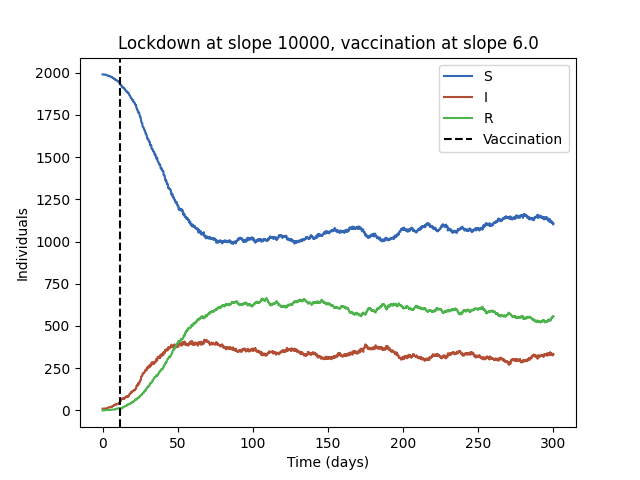 Lockdown at slope 10000, vaccination at slope 6.0
2000
1750
1500
1250
1000
750
500
250
0
Individuals
S
I
R
Vaccination
0 50 100 150 200 250 300
Time (days)